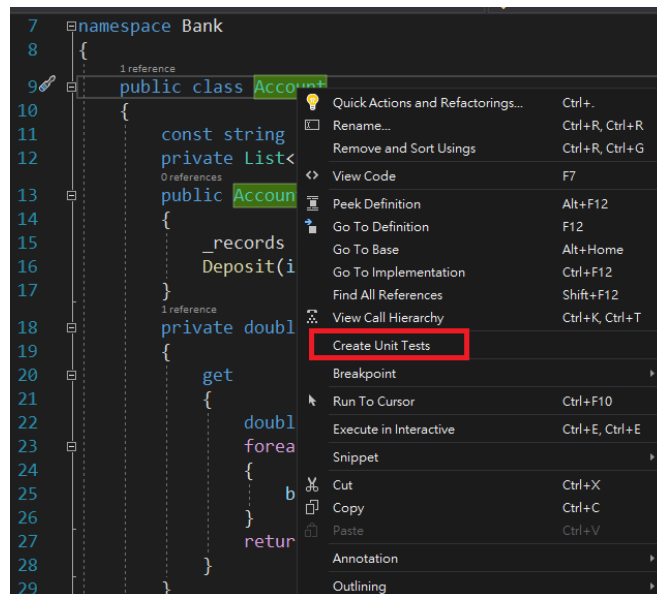 7 namespace Bank
8 {
1 reference
9 public class Account
10 {
11 const string
12 private List<
0 references
13 public Accoun
14 {
15 _records
16 Deposit(i
17 }
1 reference
18 private doubl
19 {
20 get
21 {
22 doubl
23 forea
24 {
25 b
26 }
27 retur
28 }
29 }
Quick Actions and Refactorings... Ctrl+.
Rename... Ctrl+R, Ctrl+R
Remove and Sort Usings Ctrl+R, Ctrl+G
View Code F7
Peek Definition Alt+F12
Go To Definition F12
Go To Base Alt+Home
Go To Implementation Ctrl+F12
Find All References Shift+F12
View Call Hierarchy Ctrl+K, Ctrl+T
Create Unit Tests
Breakpoint
Run To Cursor Ctrl+F10
Execute in Interactive Ctrl+E, Ctrl+E
Snippet
Cut Ctrl+X
Copy Ctrl+C
Paste Ctrl+V
Annotation
Outlining